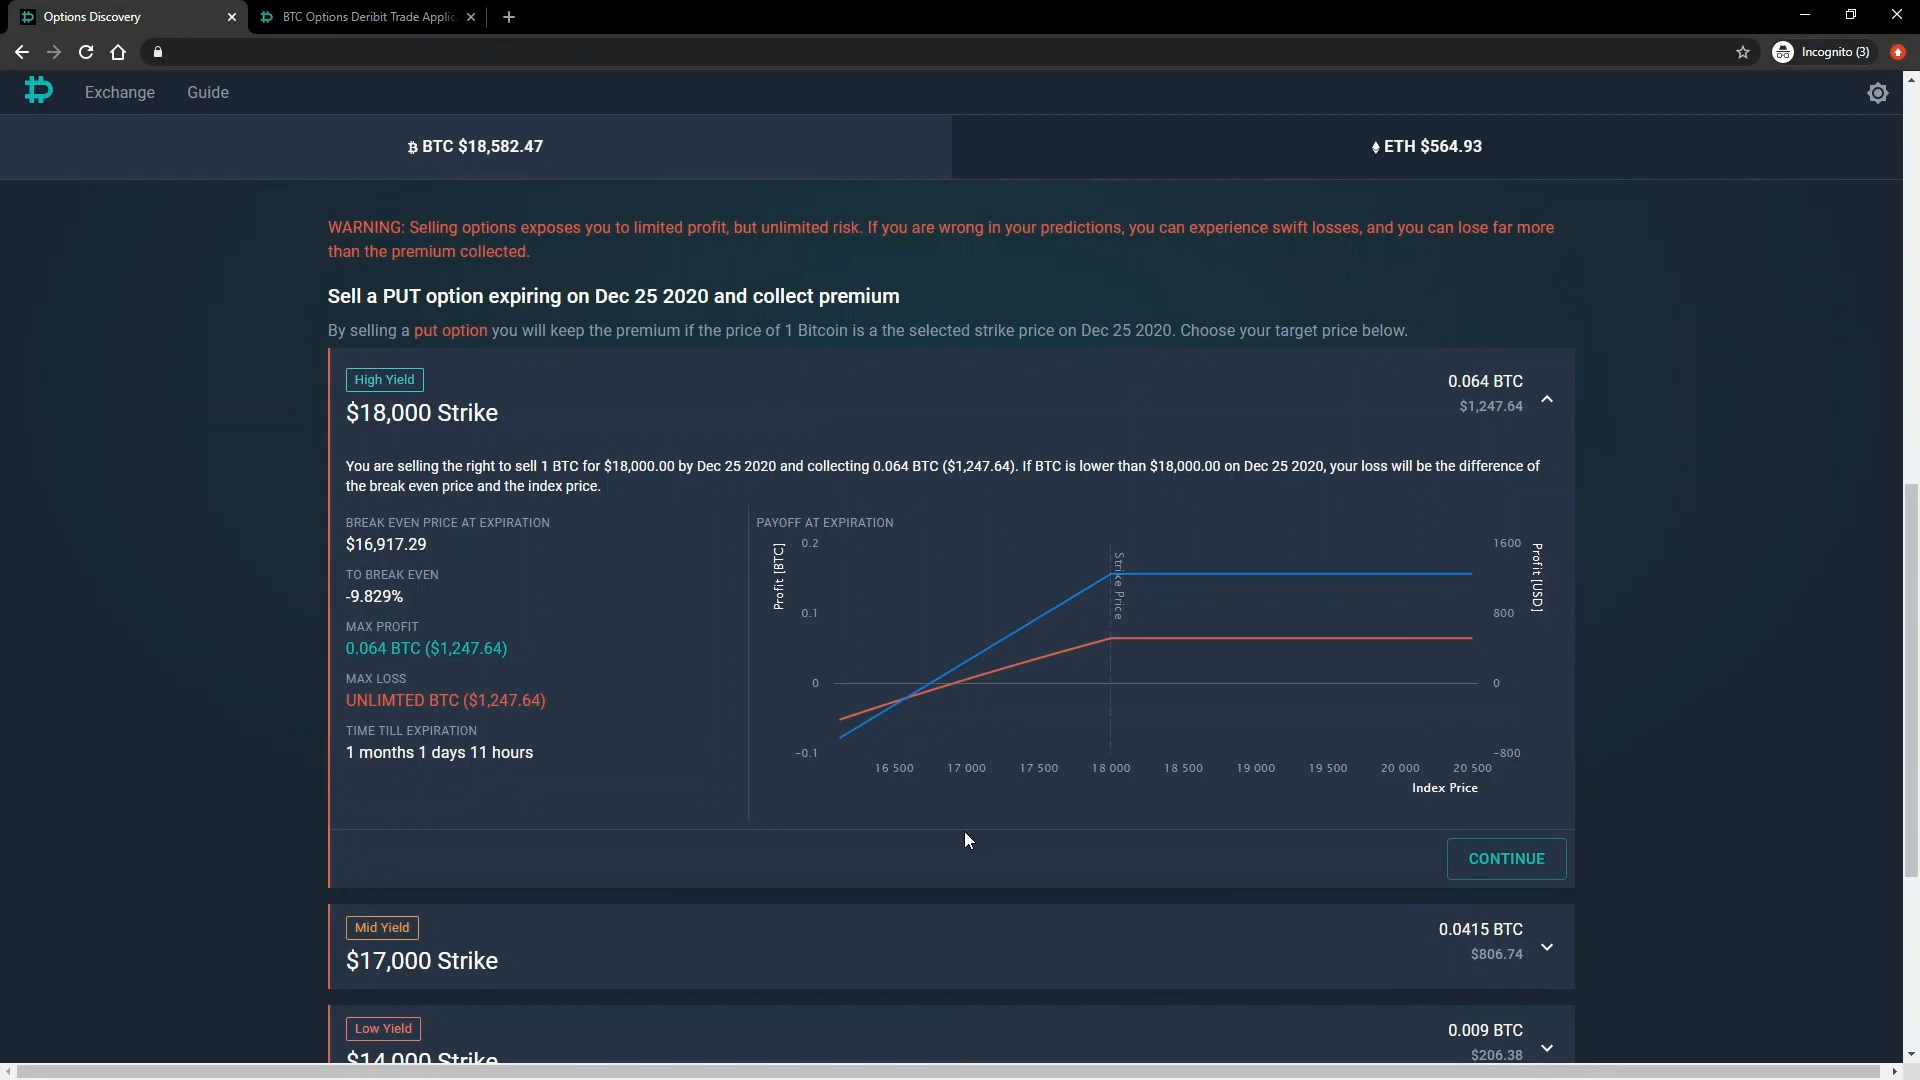 Options Discovery
BTC Options Deribit Trade Applic
Incognito (3)
Exchange
Guide
BTC $18,582.47
ETH $564.93
WARNING: Selling options exposes you to limited profit, but unlimited risk. If you are wrong in your predictions, you can experience swift losses, and you can lose far more
than the premium collected.
Sell a PUT option expiring on Dec 25 2020 and collect premium
By selling a put option you will keep the premium if the price of 1 Bitcoin is a the selected strike price on Dec 25 2020. Choose your target price below.
High Yield
$18,000 Strike
0.064 BTC
$1,247.64
You are selling the right to sell 1 BTC for $18,000.00 by Dec 25 2020 and collecting 0.064 BTC ($1,247.64). If BTC is lower than $18,000.00 on Dec 25 2020, your loss will be the difference of
the break even price and the index price.
BREAK EVEN PRICE AT EXPIRATION
$16,917.29
TO BREAK EVEN
-9.829%
MAX PROFIT
0.064 BTC ($1,247.64)
MAX LOSS
UNLIMTED BTC ($1,247.64)
TIME TILL EXPIRATION
1 months 1 days 11 hours
PAYOFF AT EXPIRATION
Profit [BTC]
0.2
0.1
0
-0.1
Strike Price
1600
800
0
-800
Profit [USD]
16 500 17 000 17 500 18 000 18 500 19 000 19 500 20 000 20 500
Index Price
CONTINUE
Mid Yield
$17,000 Strike
0.0415 BTC
$806.74
Low Yield
$14,000 Strike
0.009 BTC
$206.38